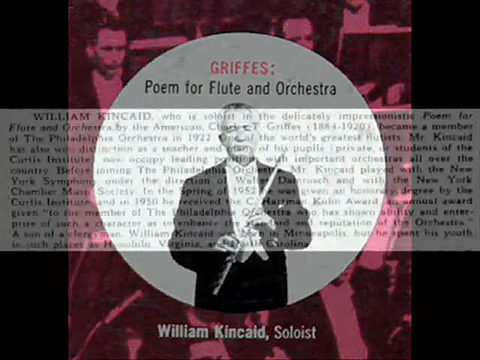 GRIFFES:
Poem for Flute and Orchestra
WILLIAM KINCAID, who is soloist in the delicately impressionistic Poem for
Flute and Orchestra by the American, Griffes (1884-1920), became a member
of The Philadelphia Orchestra in 1921. of the world's greatest flutists. Mr. Kincaid
has also won distinction as a teacher and of his pupils, private, students of the
Curtis Institute, now occupy leading important orchestras all over the
country. Before joining The Philadelphia Orchestra, Mr. Kincaid played with the New
York Symphony under the direction of Walter Damrosch and with the New York
Chamber Music Society. In the Spring of 1952 he was given an honorary degree by the
Curtis Institute and in 1950 he received the C. Hartman Kuhn Award, annual award
given "to the member of The Philadelphia Orchestra who has shown ability and enter-
prise of such a character as to enhance the standard and reputation of the Orchestra."
A son of a clergyman, William Kincaid was born in Minneapolis, but he spent his youth
in such places as Honolulu, Virginia, and South Carolina.
William Kincaid, Soloist